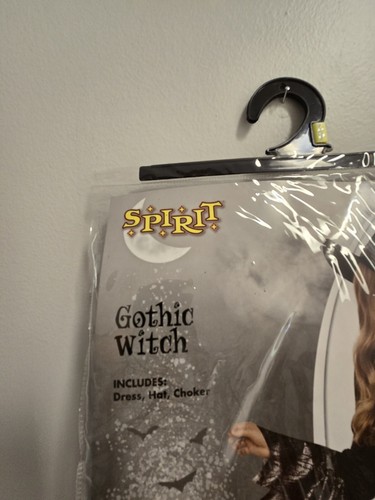 SPIRIT
Gothic
Witch
INCLUDES:
Dress, Hat, Choker